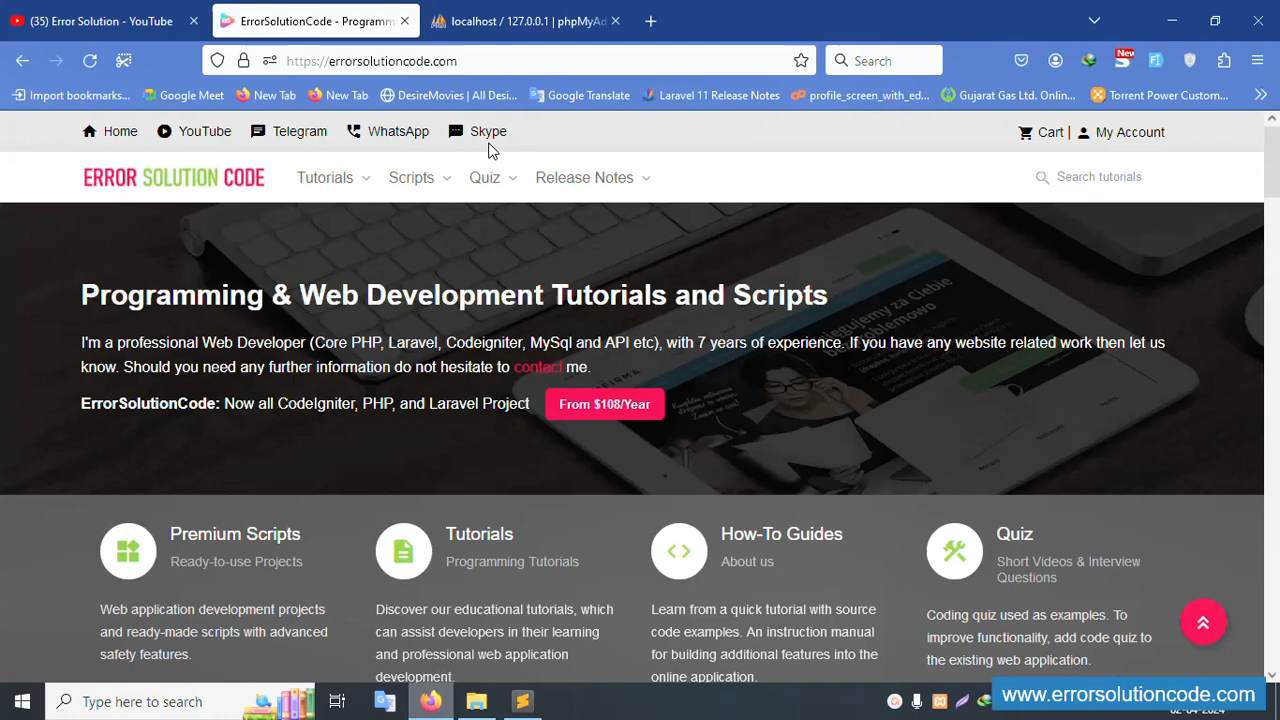 (35) Error Solution - YouTube
ErrorSolutionCode - Programm
localhost / 127.0.0.1 | phpMyAd
https://errorsolutioncode.com
Search
New
Import bookmarks...
Google Meet
New Tab
New Tab
DesireMovies | All Desi...
Google Translate
Laravel 11 Release Notes
profile_screen_with_ed...
Gujarat Gas Ltd. Onlin...
Torrent Power Custom...
Home
YouTube
Telegram
WhatsApp
Skype
Cart |
My Account
ERROR SOLUTION CODE
Tutorials
Scripts
Quiz
Release Notes
Search tutorials
Programming & Web Development Tutorials and Scripts
I'm a professional Web Developer (Core PHP, Laravel, Codeigniter, MySql and API etc), with 7 years of experience. If you have any website related work then let us
know. Should you need any further information do not hesitate to contact me.
ErrorSolutionCode: Now all CodeIgniter, PHP, and Laravel Project
From $108/Year
Premium Scripts
Ready-to-use Projects
Web application development projects
and ready-made scripts with advanced
safety features.
Tutorials
Programming Tutorials
Discover our educational tutorials, which
can assist developers in their learning
and professional web application
development.
How-To Guides
About us
Learn from a quick tutorial with source
code examples. An instruction manual
for building additional features into the
online application.
Quiz
Short Videos & Interview
Questions
Coding quiz used as examples. To
improve functionality, add code quiz to
the existing web application.
Type here to search
www.errorsolutioncode.com